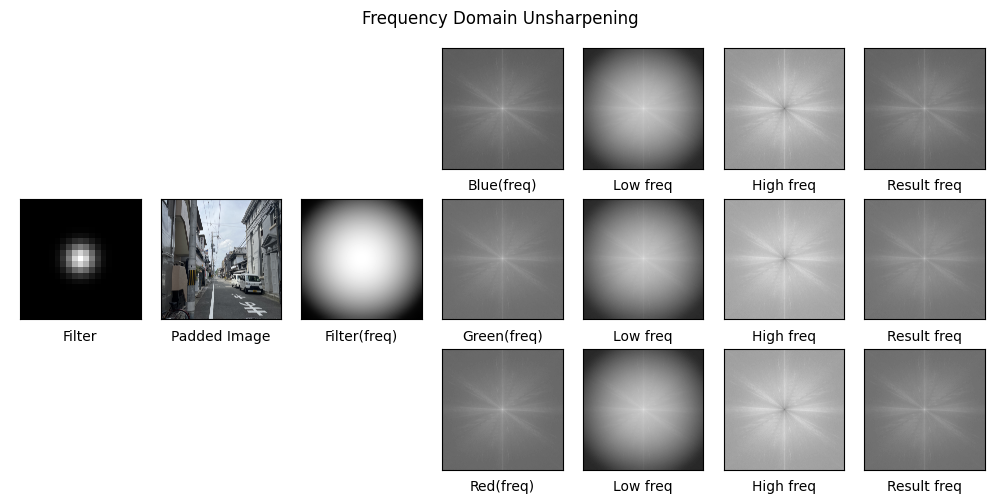 Frequency Domain Unsharpening
Blue(freq)
Low freq
High freq
Result freq
Filter
Padded Image
Filter(freq)
Green(freq)
Low freq
High freq
Result freq
Red(freq)
Low freq
High freq
Result freq